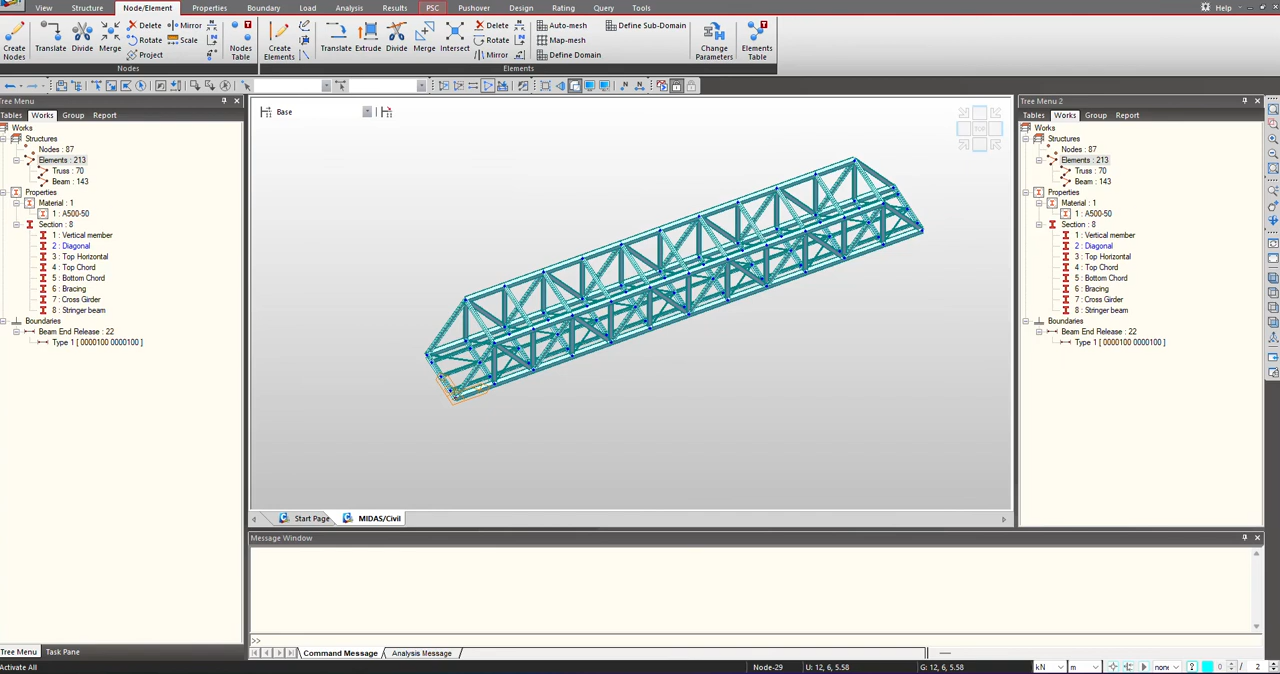 View Structure Node/Element Properties Boundary Load Analysis Results PSC Pushover Design Rating Query Tools Help
Create Nodes Translate Divide Merge Delete Rotate Project Mirror Scale Nodes Table
Create Elements Translate Extrude Divide Merge Intersect Delete Rotate Mirror Auto-mesh Map-mesh Define Domain Define Sub-Domain Change Parameters Elements Table
Nodes Elements
Tree Menu
Tables Works Group Report
Works
Structures
Nodes : 87
Elements : 213
Truss : 70
Beam : 143
Properties
Material : 1
1 : A500-50
Section : 8
1 : Vertical member
2 : Diagonal
3 : Top Horizontal
4 : Top Chord
5 : Bottom Chord
6 : Bracing
7 : Cross Girder
8 : Stringer beam
Boundaries
Beam End Release : 22
Type 1 [ 0000100 0000100 ]
Tree Menu Task Pane
Base
TOP
Start Page MIDAS/Civil
Message Window
>>
Command Message Analysis Message
Tree Menu 2
Tables Works Group Report
Works
Structures
Nodes : 87
Elements : 213
Truss : 70
Beam : 143
Properties
Material : 1
1 : A500-50
Section : 8
1 : Vertical member
2 : Diagonal
3 : Top Horizontal
4 : Top Chord
5 : Bottom Chord
6 : Bracing
7 : Cross Girder
8 : Stringer beam
Boundaries
Beam End Release : 22
Type 1 [ 0000100 0000100 ]
Activate All Node-29 U: 12, 6, 5.58 G: 12, 6, 5.58 kN m none 0 / 2